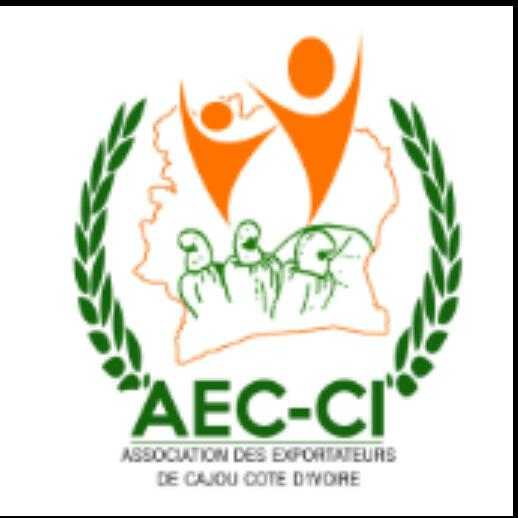 AEC-CI
ASSOCIATION DES EXPORTATEURS
DE CAJOU COTE D'IVOIRE